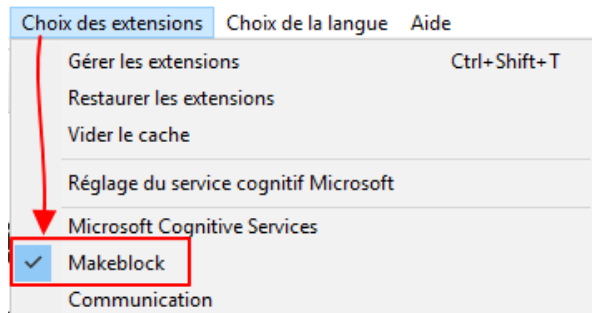 Choix des extensions Choix de la langue Aide
Gérer les extensions Ctrl+Shift+T
Restaurer les extensions
Vider le cache
Réglage du service cognitif Microsoft
Microsoft Cognitive Services
Makeblock
Communication